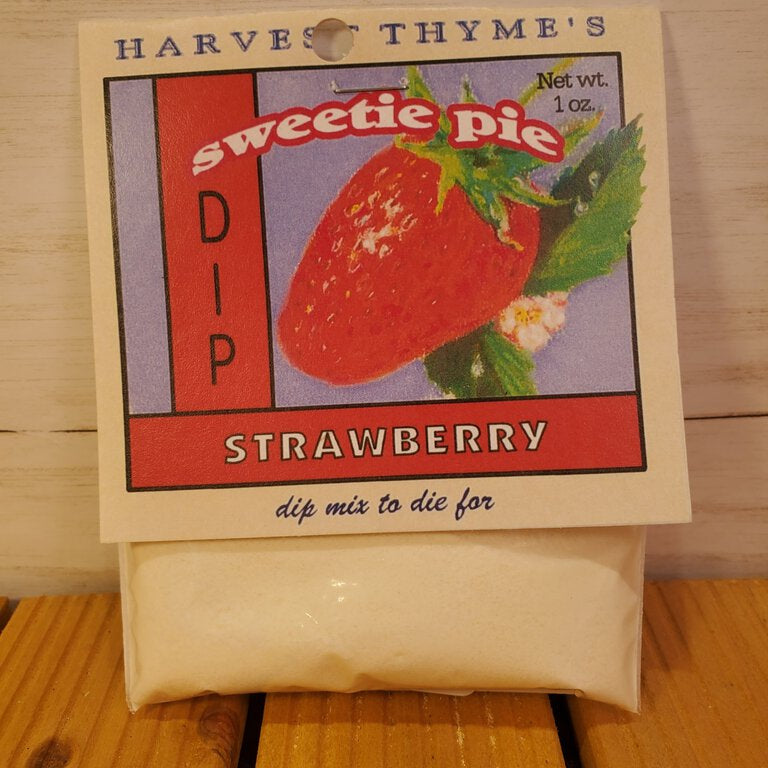 HARVEST THYME'S
Net wt.
1 oz.
sweetie pie
DIP
STRAWBERRY
dip mix to die for